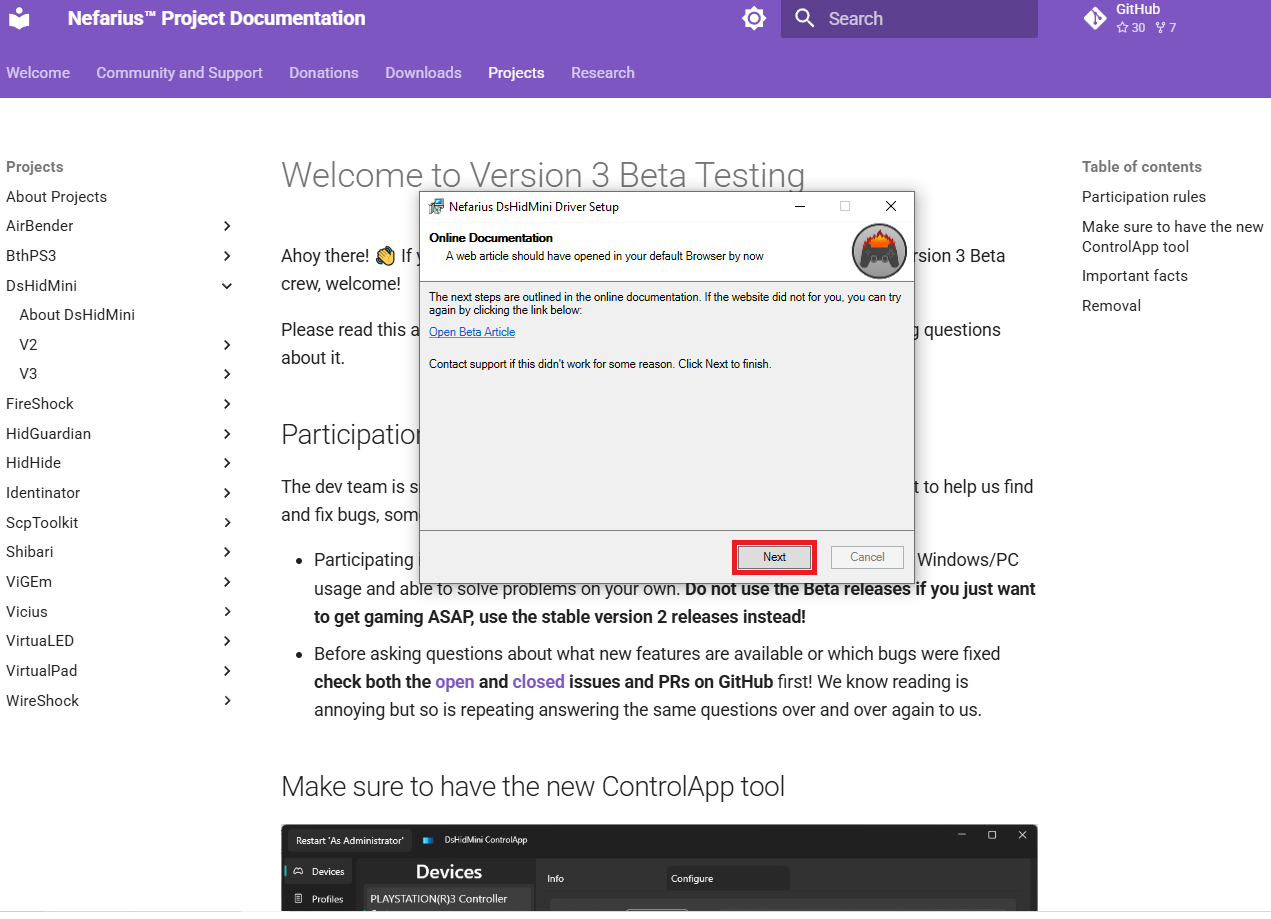 Nefarius™ Project Documentation
Search
GitHub
30 7
Welcome Community and Support Donations Downloads Projects Research
Projects
About Projects
AirBender
BthPS3
DsHidMini
About DsHidMini
V2
V3
FireShock
HidGuardian
HidHide
Identinator
ScpToolkit
Shibari
ViGEm
Vicius
VirtuaLED
VirtualPad
WireShock
Welcome to Version 3 Beta Testing
Ahoy there! 👋 If rsion 3 Beta
crew, welcome!
Please read this g questions
about it.
Participation
The dev team is t to help us find
and fix bugs, som
Participating Windows/PC
usage and able to solve problems on your own. Do not use the Beta releases if you just want
to get gaming ASAP, use the stable version 2 releases instead!
Before asking questions about what new features are available or which bugs were fixed
check both the open and closed issues and PRs on GitHub first! We know reading is
annoying but so is repeating answering the same questions over and over again to us.
Make sure to have the new ControlApp tool
Nefarius DsHidMini Driver Setup
Online Documentation
A web article should have opened in your default Browser by now
The next steps are outlined in the online documentation. If the website did not for you, you can try
again by clicking the link below:
Open Beta Article
Contact support if this didn't work for some reason. Click Next to finish.
Next Cancel
Restart 'As Administrator' DsHidMini ControlApp
Devices
Profiles
Devices
PLAYSTATION(R)3 Controller
Info Configure
Table of contents
Participation rules
Make sure to have the new
ControlApp tool
Important facts
Removal